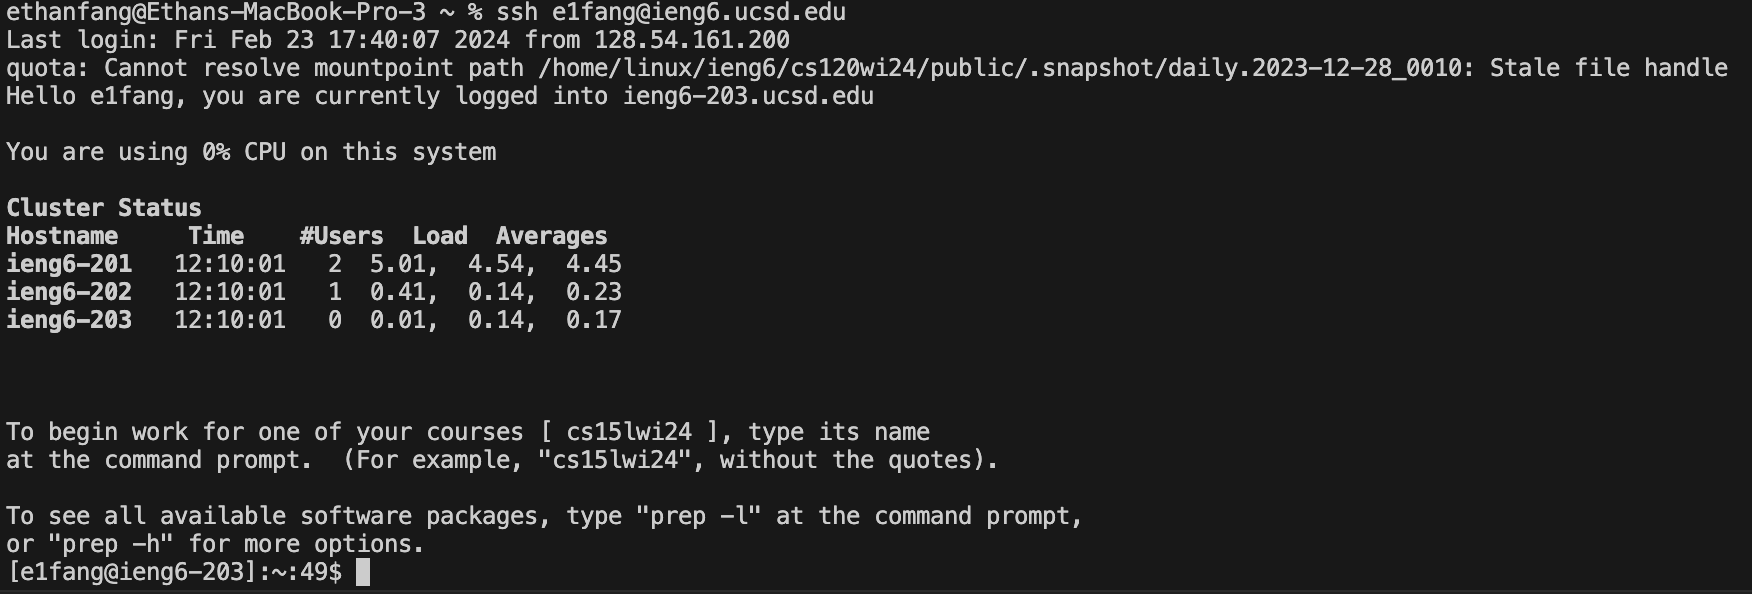 ethanfang@Ethans-MacBook-Pro-3 ~ % ssh e1fang@ieng6.ucsd.edu
Last login: Fri Feb 23 17:40:07 2024 from 128.54.161.200
quota: Cannot resolve mountpoint path /home/linux/ieng6/cs120wi24/public/.snapshot/daily.2023-12-28_0010: Stale file handle
Hello e1fang, you are currently logged into ieng6-203.ucsd.edu

You are using 0% CPU on this system

Cluster Status
Hostname     Time    #Users  Load  Averages
ieng6-201   12:10:01   2  5.01,  4.54,  4.45
ieng6-202   12:10:01   1  0.41,  0.14,  0.23
ieng6-203   12:10:01   0  0.01,  0.14,  0.17

To begin work for one of your courses [ cs15lwi24 ], type its name
at the command prompt.  (For example, "cs15lwi24", without the quotes).

To see all available software packages, type "prep -l" at the command prompt,
or "prep -h" for more options.
[e1fang@ieng6-203]:~:49$